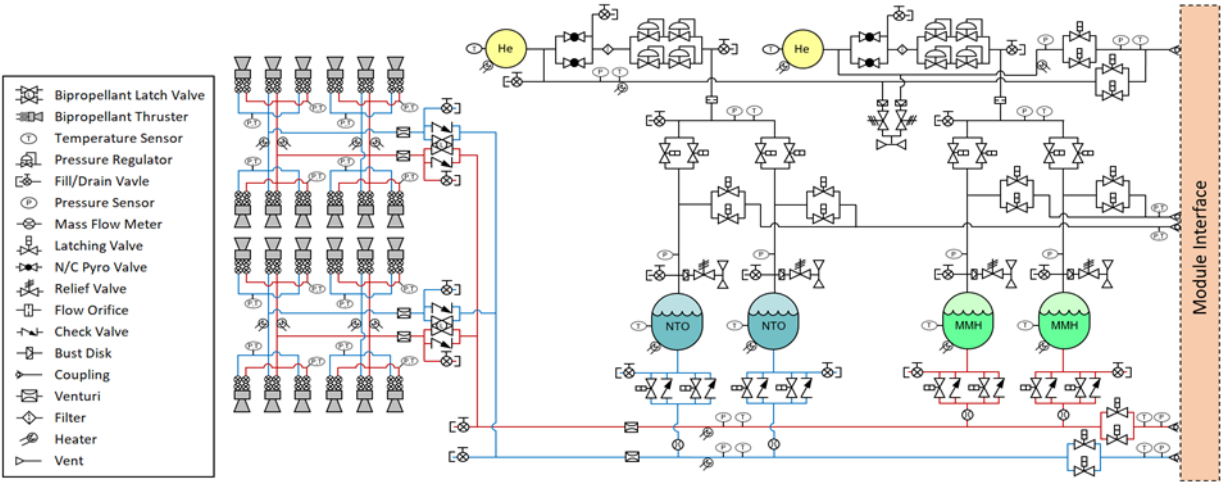 Bipropellant Latch Valve
Bipropellant Thruster
Temperature Sensor
Pressure Regulator
Fill/Drain Vavle
Pressure Sensor
Mass Flow Meter
Latching Valve
N/C Pyro Valve
Relief Valve
Flow Orifice
Check Valve
Bust Disk
Coupling
Venturi
Filter
Heater
Vent
T
P
L
He
He
T
T
P T
P
P T
P T
P T
P
P
P
P
NTO
NTO
MMH
MMH
T
T
T
T
P,T
P,T
P,T
P,T
P,T
P,T
P,T
P,T
P,T
P,T
L
L
P T
P T
T P
T P
Module Interface